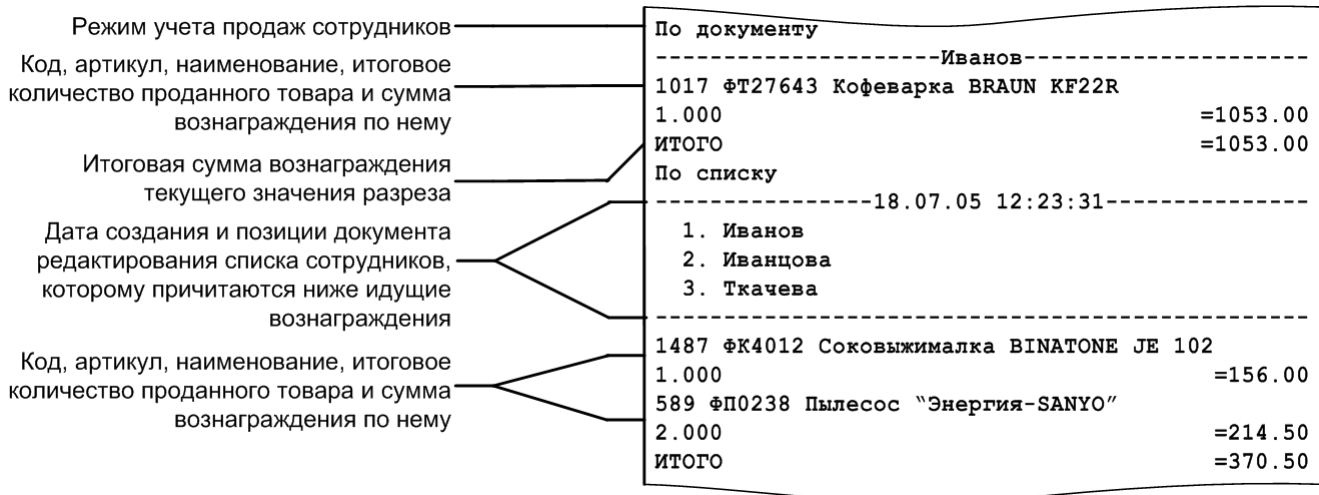 Режим учета продаж сотрудников
Код, артикул, наименование, итоговое
количество проданного товара и сумма
вознаграждения по нему
Итоговая сумма вознаграждения
текущего значения разреза
Дата создания и позиции документа
редактирования списка сотрудников,
которому причитаются ниже идущие
вознаграждения
Код, артикул, наименование, итоговое
количество проданного товара и сумма
вознаграждения по нему
По документу
----------------------Иванов----------------------
1017 ФТ27643 Кофеварка BRAUN KF22R
1.000 =1053.00
ИТОГО =1053.00
По списку
-----------------18.07.05 12:23:31----------------
1. Иванов
2. Иванцова
3. Ткачева
--------------------------------------------------
1487 ФК4012 Соковыжималка BINATONE JE 102
1.000 =156.00
589 ФП0238 Пылесос “Энергия-SANYO”
2.000 =214.50
ИТОГО =370.50